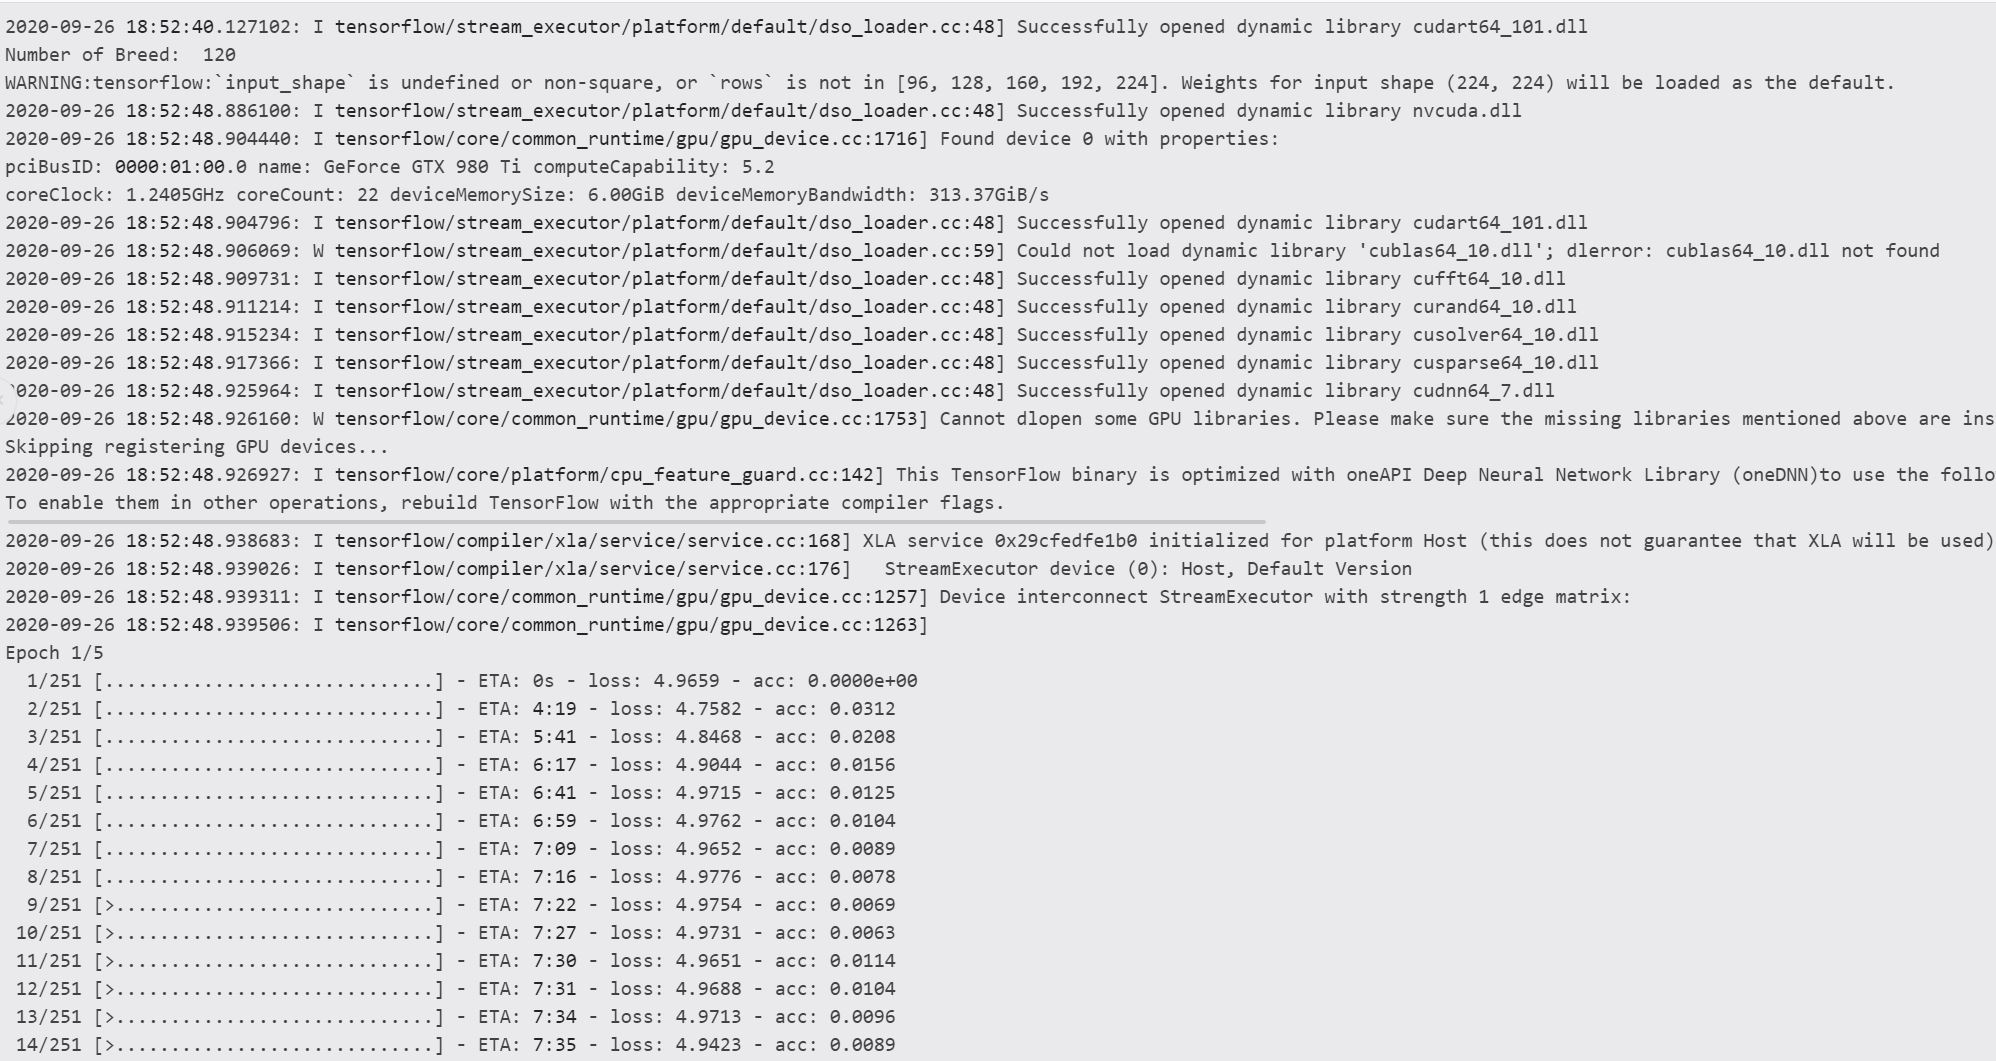 2020-09-26 18:52:40.127102: I tensorflow/stream_executor/platform/default/dso_loader.cc:48] Successfully opened dynamic library cudart64_101.dll
Number of Breed:  120
WARNING:tensorflow:`input_shape` is undefined or non-square, or `rows` is not in [96, 128, 160, 192, 224]. Weights for input shape (224, 224) will be loaded as the default.
2020-09-26 18:52:48.886100: I tensorflow/stream_executor/platform/default/dso_loader.cc:48] Successfully opened dynamic library nvcuda.dll
2020-09-26 18:52:48.904440: I tensorflow/core/common_runtime/gpu/gpu_device.cc:1716] Found device 0 with properties:
pciBusID: 0000:01:00.0 name: GeForce GTX 980 Ti computeCapability: 5.2
coreClock: 1.2405GHz coreCount: 22 deviceMemorySize: 6.00GiB deviceMemoryBandwidth: 313.37GiB/s
2020-09-26 18:52:48.904796: I tensorflow/stream_executor/platform/default/dso_loader.cc:48] Successfully opened dynamic library cudart64_101.dll
2020-09-26 18:52:48.906069: W tensorflow/stream_executor/platform/default/dso_loader.cc:59] Could not load dynamic library 'cublas64_10.dll'; dlerror: cublas64_10.dll not found
2020-09-26 18:52:48.909731: I tensorflow/stream_executor/platform/default/dso_loader.cc:48] Successfully opened dynamic library cufft64_10.dll
2020-09-26 18:52:48.911214: I tensorflow/stream_executor/platform/default/dso_loader.cc:48] Successfully opened dynamic library curand64_10.dll
2020-09-26 18:52:48.915234: I tensorflow/stream_executor/platform/default/dso_loader.cc:48] Successfully opened dynamic library cusolver64_10.dll
2020-09-26 18:52:48.917366: I tensorflow/stream_executor/platform/default/dso_loader.cc:48] Successfully opened dynamic library cusparse64_10.dll
2020-09-26 18:52:48.925964: I tensorflow/stream_executor/platform/default/dso_loader.cc:48] Successfully opened dynamic library cudnn64_7.dll
2020-09-26 18:52:48.926160: W tensorflow/core/common_runtime/gpu/gpu_device.cc:1753] Cannot dlopen some GPU libraries. Please make sure the missing libraries mentioned above are ins
Skipping registering GPU devices...
2020-09-26 18:52:48.926927: I tensorflow/core/platform/cpu_feature_guard.cc:142] This TensorFlow binary is optimized with oneAPI Deep Neural Network Library (oneDNN)to use the follo
To enable them in other operations, rebuild TensorFlow with the appropriate compiler flags.
2020-09-26 18:52:48.938683: I tensorflow/compiler/xla/service/service.cc:168] XLA service 0x29cfedfe1b0 initialized for platform Host (this does not guarantee that XLA will be used)
2020-09-26 18:52:48.939026: I tensorflow/compiler/xla/service/service.cc:176]   StreamExecutor device (0): Host, Default Version
2020-09-26 18:52:48.939311: I tensorflow/core/common_runtime/gpu/gpu_device.cc:1257] Device interconnect StreamExecutor with strength 1 edge matrix:
2020-09-26 18:52:48.939506: I tensorflow/core/common_runtime/gpu/gpu_device.cc:1263]
Epoch 1/5
  1/251 [..............................] - ETA: 0s - loss: 4.9659 - acc: 0.0000e+00
  2/251 [..............................] - ETA: 4:19 - loss: 4.7582 - acc: 0.0312
  3/251 [..............................] - ETA: 5:41 - loss: 4.8468 - acc: 0.0208
  4/251 [..............................] - ETA: 6:17 - loss: 4.9044 - acc: 0.0156
  5/251 [..............................] - ETA: 6:41 - loss: 4.9715 - acc: 0.0125
  6/251 [..............................] - ETA: 6:59 - loss: 4.9762 - acc: 0.0104
  7/251 [..............................] - ETA: 7:09 - loss: 4.9652 - acc: 0.0089
  8/251 [..............................] - ETA: 7:16 - loss: 4.9776 - acc: 0.0078
  9/251 [>.............................] - ETA: 7:22 - loss: 4.9754 - acc: 0.0069
 10/251 [>.............................] - ETA: 7:27 - loss: 4.9731 - acc: 0.0063
 11/251 [>.............................] - ETA: 7:30 - loss: 4.9651 - acc: 0.0114
 12/251 [>.............................] - ETA: 7:31 - loss: 4.9688 - acc: 0.0104
 13/251 [>.............................] - ETA: 7:34 - loss: 4.9713 - acc: 0.0096
 14/251 [>.............................] - ETA: 7:35 - loss: 4.9423 - acc: 0.0089